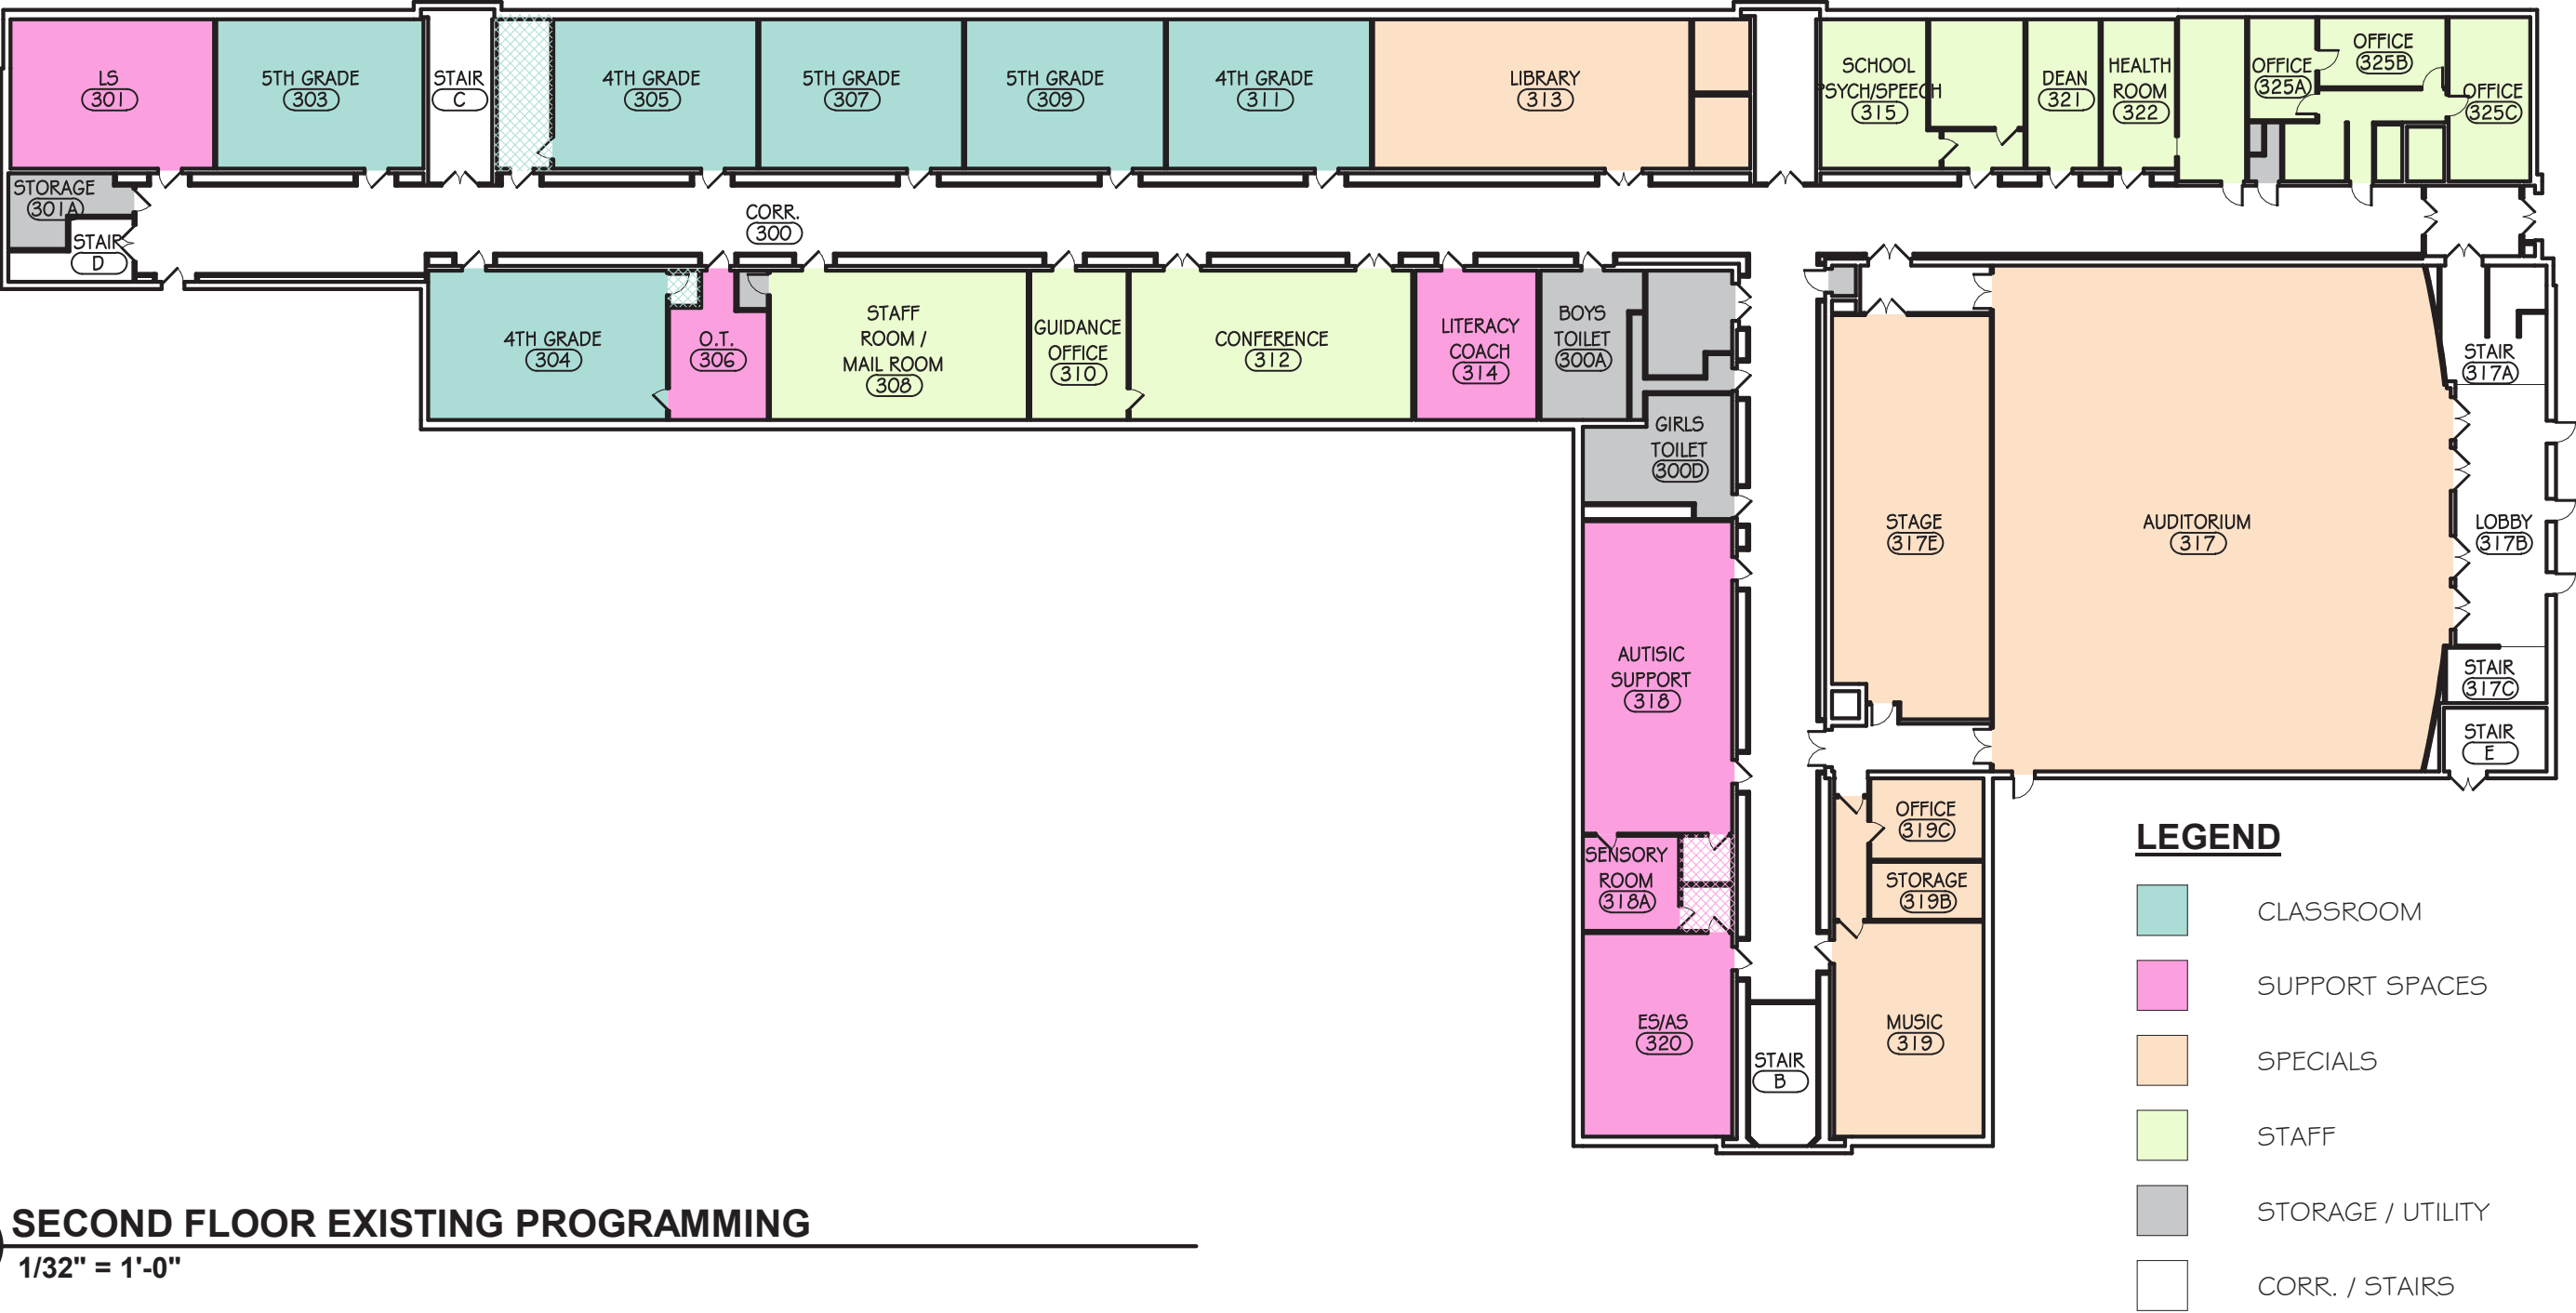 LS
301
5TH GRADE
303
STAIR
C
4TH GRADE
305
5TH GRADE
307
5TH GRADE
309
4TH GRADE
311
LIBRARY
313
SCHOOL
PSYCH/SPEECH
315
DEAN
321
HEALTH
ROOM
322
OFFICE
325A
OFFICE
325B
OFFICE
325C
STORAGE
301A
STAIR
D
CORR.
300
4TH GRADE
304
O.T.
306
STAFF
ROOM /
MAIL ROOM
308
GUIDANCE
OFFICE
310
CONFERENCE
312
LITERACY
COACH
314
BOYS
TOILET
300A
GIRLS
TOILET
300D
STAGE
317E
AUDITORIUM
317
STAIR
317A
LOBBY
317B
STAIR
317C
STAIR
E
AUTISIC
SUPPORT
318
SENSORY
ROOM
318A
ES/AS
320
STAIR
B
OFFICE
319C
STORAGE
319B
MUSIC
319
LEGEND
CLASSROOM
SUPPORT SPACES
SPECIALS
STAFF
STORAGE / UTILITY
CORR. / STAIRS
SECOND FLOOR EXISTING PROGRAMMING
1/32" = 1'-0"